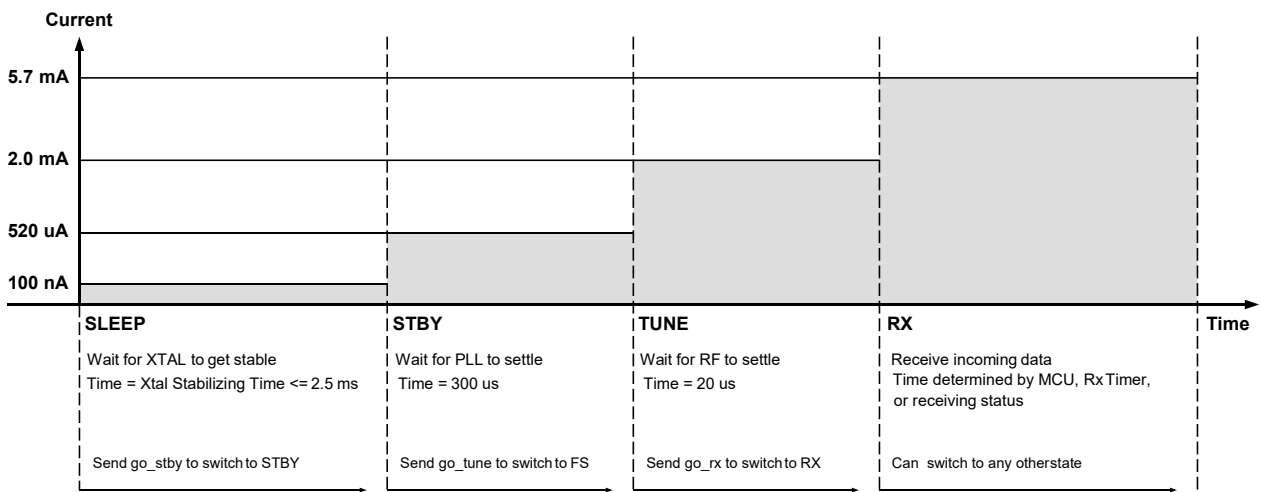 Current
5.7 mA
2.0 mA
520 uA
100 nA
SLEEP
Wait for XTAL to get stable
Time = Xtal Stabilizing Time <= 2.5 ms
Send go_stby to switch to STBY
STBY
Wait for PLL to settle
Time = 300 us
Send go_tune to switch to FS
TUNE
Wait for RF to settle
Time = 20 us
Send go_rx to switch to RX
RX
Receive incoming data
Time determined by MCU, Rx Timer,
or receiving status
Can switch to any otherstate
Time